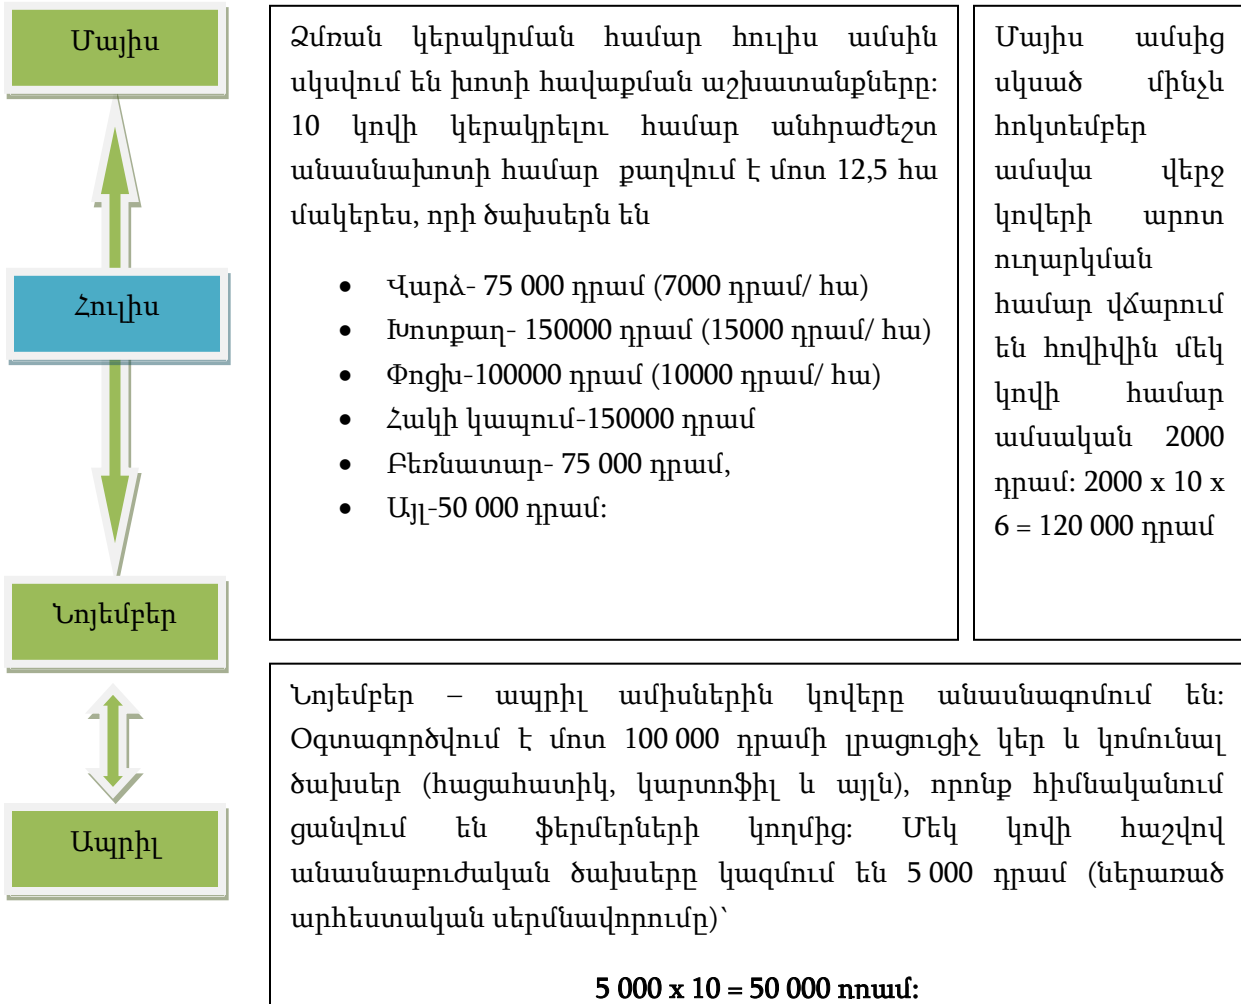 Մայիս
Հուլիս
Նոյեմբեր
Ապրիլ
Ձմռան կերակրման համար հուլիս ամսին
սկսվում են խոտի հավաքման աշխատանքները:
10 կովի կերակրելու համար անհրաժեշտ
անասնախոտի համար քաղվում է մոտ 12,5 հա
մակերես, որի ծախսերն են
• Վարձ- 75 000 դրամ (7000 դրամ/ հա)
• Խոտքաղ- 150000 դրամ (15000 դրամ/ հա)
• Փոցխ-100000 դրամ (10000 դրամ/ հա)
• Հակի կապում-150000 դրամ
• Բեռնատար- 75 000 դրամ,
• Այլ-50 000 դրամ:
Մայիս ամսից
սկսած մինչև
հոկտեմբեր
ամսվա վերջ
կովերի արոտ
ուղարկման
համար վճարում
են հովիվին մեկ
կովի համար
ամսական 2000
դրամ: 2000 x 10 x
6 = 120 000 դրամ
Նոյեմբեր – ապրիլ ամիսներին կովերը անասնագոմում են:
Օգտագործվում է մոտ 100 000 դրամի լրացուցիչ կեր և կոմունալ
ծախսեր (հացահատիկ, կարտոֆիլ և այլն), որոնք հիմնականում
ցանվում են ֆերմերների կողմից: Մեկ կովի հաշվով
անասնաբուժական ծախսերը կազմում են 5 000 դրամ (ներառած
արհեստական սերմնավորումը)՝
5 000 x 10 = 50 000 դրամ: